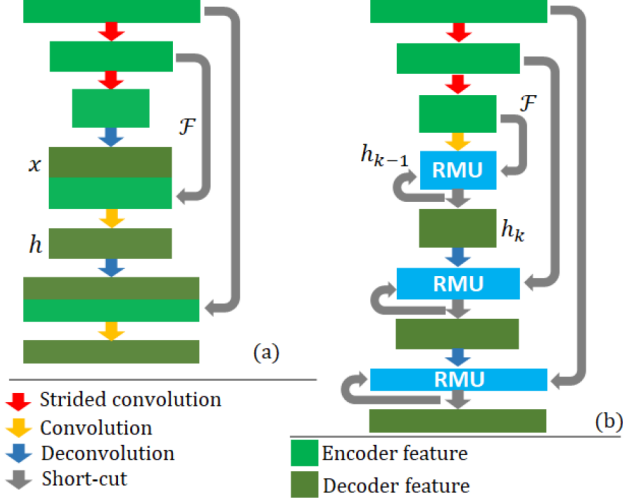 ℱ
x
h
(a)
Strided convolution
Convolution
Deconvolution
Short-cut
ℱ
h_{k−1}
RMU
h_k
RMU
RMU
(b)
Encoder feature
Decoder feature